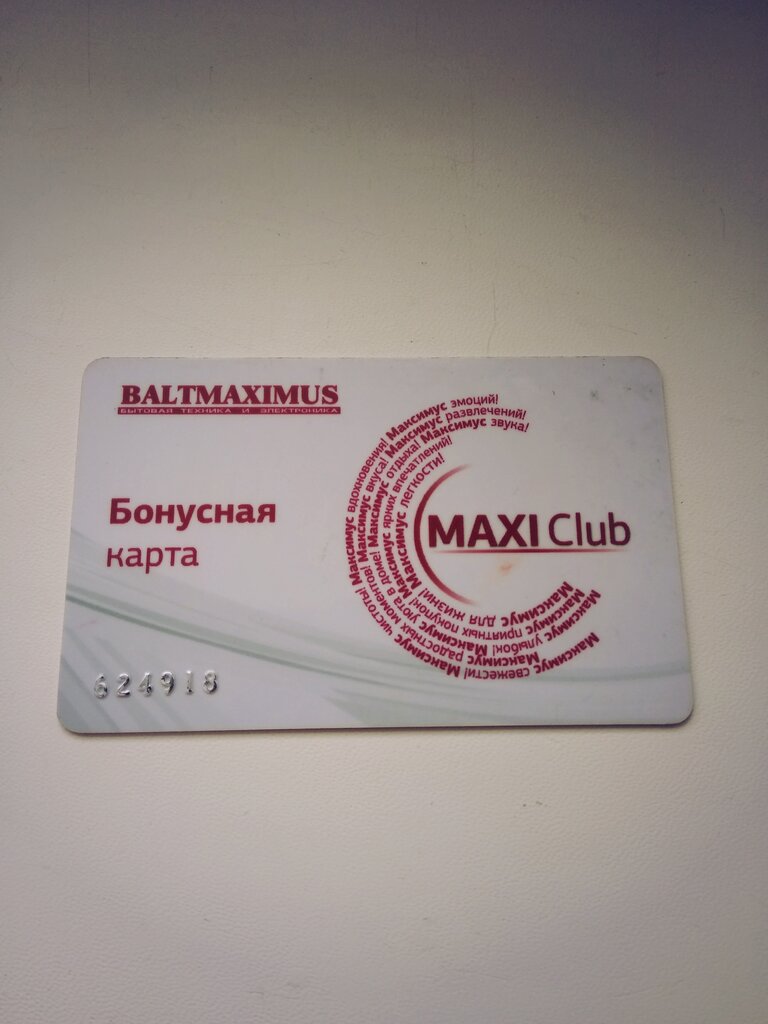 BALTMAXIMUS
БЫТОВАЯ ТЕХНИКА И ЭЛЕКТРОНИКА
Бонусная
карта
624918
MAXI Club
Максимус эмоций!
Максимус вдохновения! Максимус развлечений!
Максимус вкуса! Максимус отдыха! Максимус звука!
Максимус ярких впечатлений!
Максимус легкости!
Максимус чистоты!
Максимус радостных моментов!
Максимус уюта в доме!
Максимус приятных покупок!
Максимус для жизни!
Максимус улыбок!
Максимус свежести!